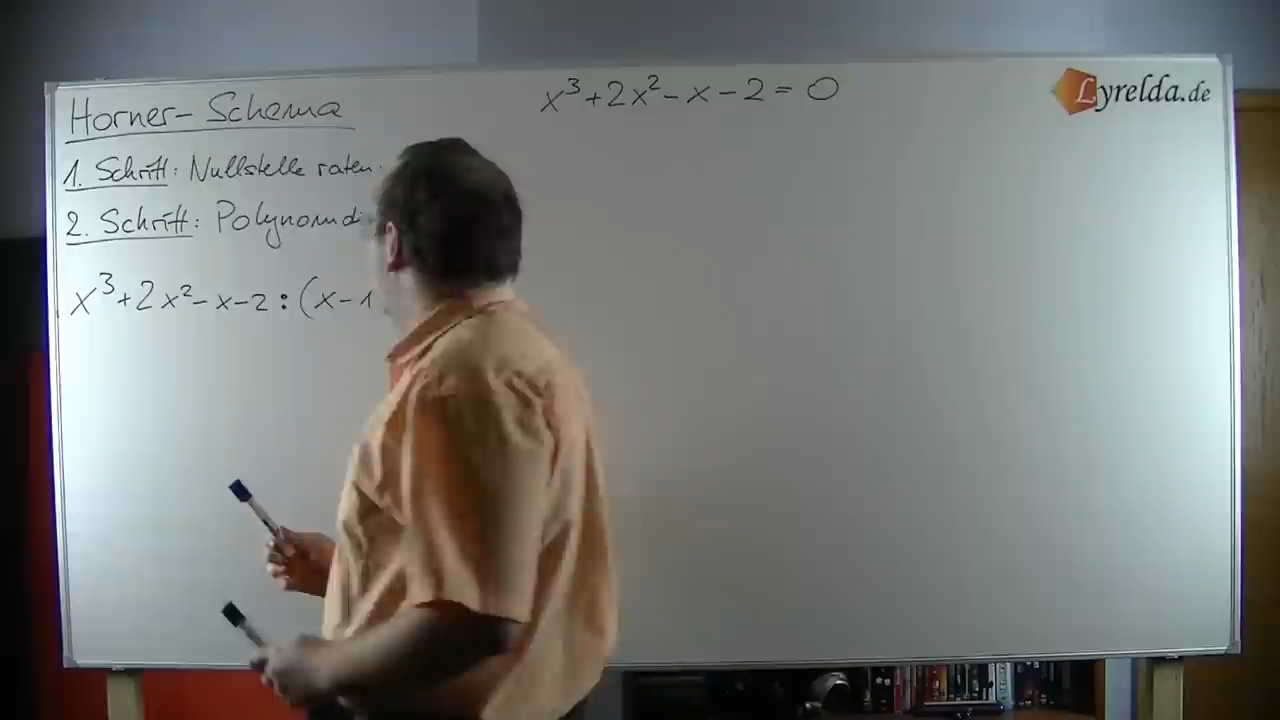 x³+2x²-x-2=0
Lyrelda.de
Horner-Schema
1. Schritt: Nullstelle raten.
2. Schritt: Polynomdi
x³+2x²-x-2:(x-1